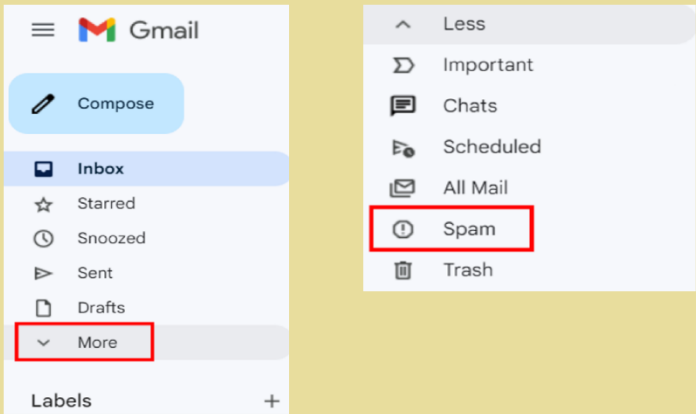 Gmail
Compose
Inbox
Starred
Snoozed
Sent
Drafts
More
Labels
Less
Important
Chats
Scheduled
All Mail
Spam
Trash